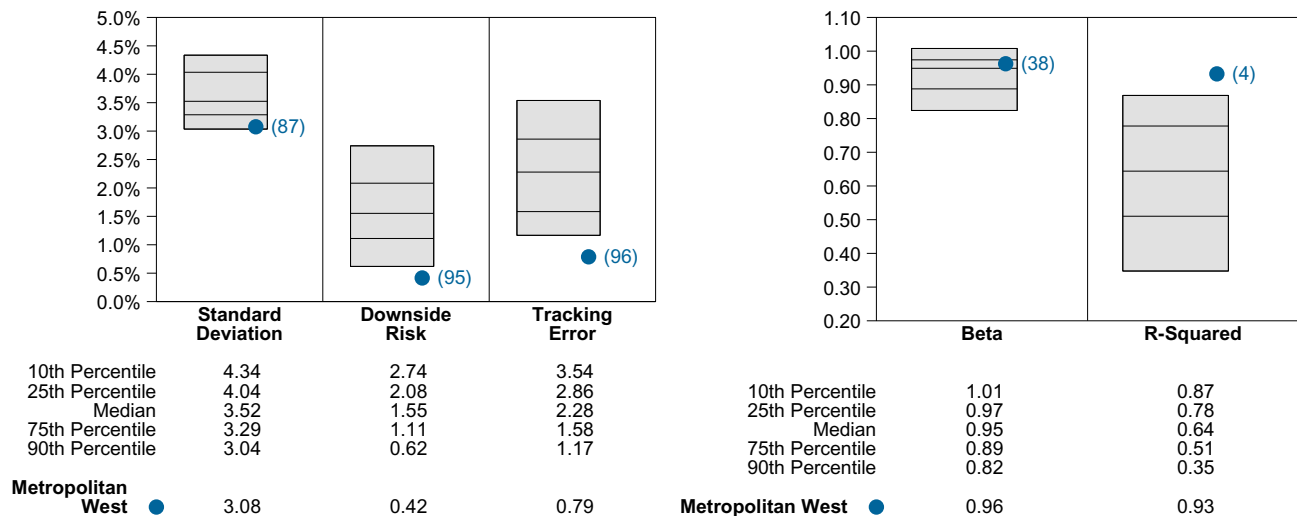 5.0%
4.5%
4.0%
3.5%
3.0%
2.5%
2.0%
1.5%
1.0%
0.5%
0.0%
(87)
(95)
(96)
Standard Deviation
Downside Risk
Tracking Error
10th Percentile 4.34 2.74 3.54
25th Percentile 4.04 2.08 2.86
Median 3.52 1.55 2.28
75th Percentile 3.29 1.11 1.58
90th Percentile 3.04 0.62 1.17
Metropolitan
West 3.08 0.42 0.79
1.10
1.00
0.90
0.80
0.70
0.60
0.50
0.40
0.30
0.20
(38)
(4)
Beta R-Squared
10th Percentile 1.01 0.87
25th Percentile 0.97 0.78
Median 0.95 0.64
75th Percentile 0.89 0.51
90th Percentile 0.82 0.35
Metropolitan West 0.96 0.93